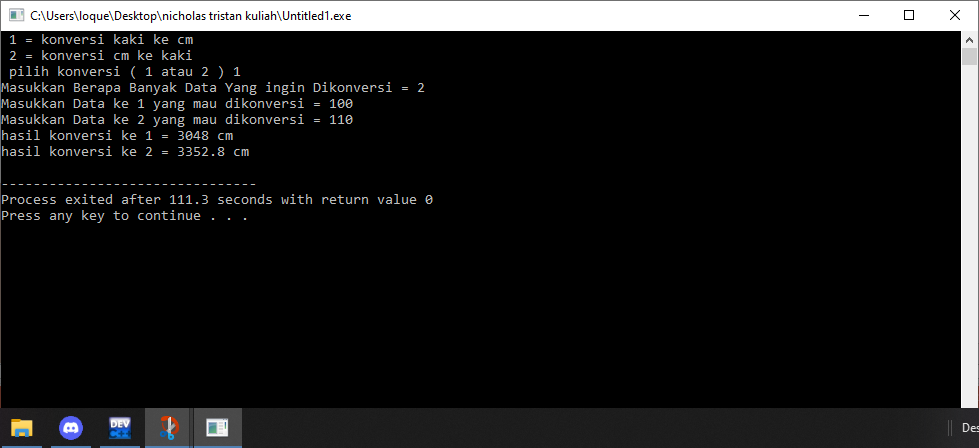 C:\Users\loque\Desktop\nicholas tristan kuliah\Untitled1.exe
1 = konversi kaki ke cm
2 = konversi cm ke kaki
pilih konversi ( 1 atau 2 ) 1
Masukkan Berapa Banyak Data Yang ingin Dikonversi = 2
Masukkan Data ke 1 yang mau dikonversi = 100
Masukkan Data ke 2 yang mau dikonversi = 110
hasil konversi ke 1 = 3048 cm
hasil konversi ke 2 = 3352.8 cm
--------------------------------
Process exited after 111.3 seconds with return value 0
Press any key to continue . . .
DEV
Des